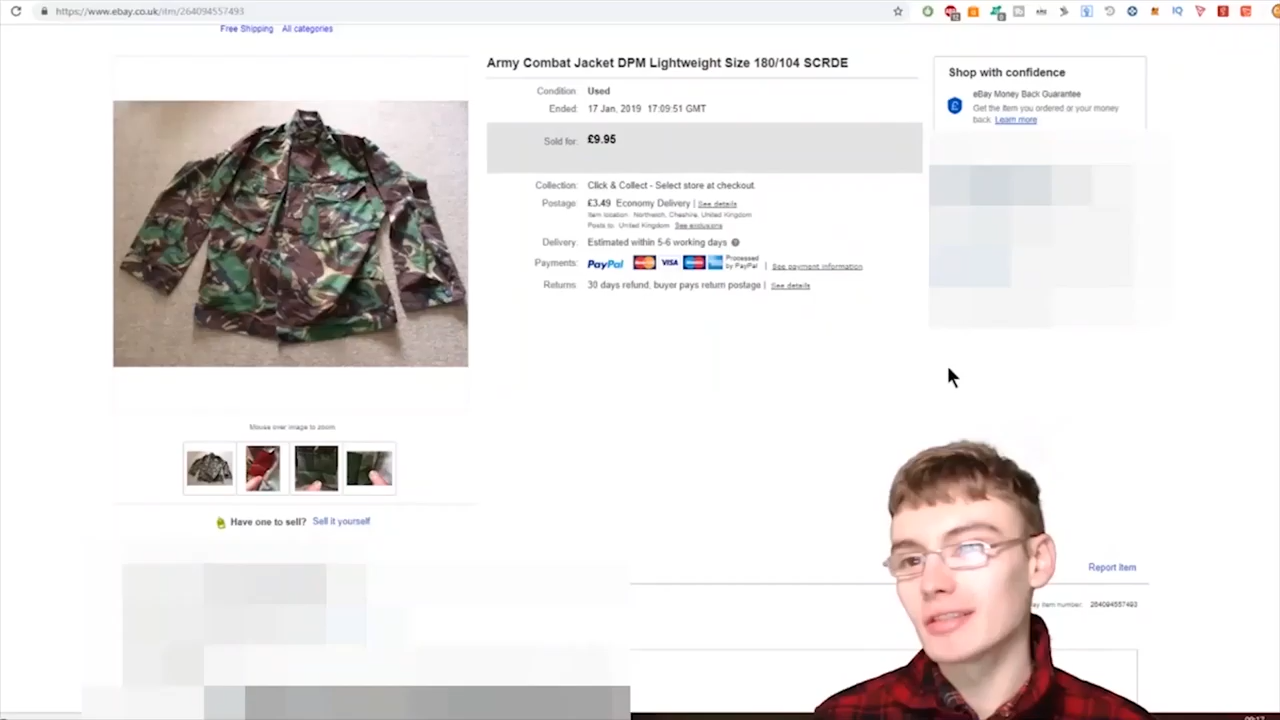 https://www.ebay.co.uk/itm/264094557493
Free Shipping All categories
Army Combat Jacket DPM Lightweight Size 180/104 SCRDE
Condition: Used
Ended: 17 Jan, 2019 17:09:51 GMT
Sold for: £9.95
Collection: Click & Collect - Select store at checkout
Postage: £3.49 Economy Delivery | See details
Item location: Northwich, Cheshire, United Kingdom
Posts to: United Kingdom See exclusions
Delivery: Estimated within 5-6 working days
Payments: PayPal MasterCard VISA Processed by PayPal | See payment information
Returns: 30 days refund, buyer pays return postage | See details
Shop with confidence
eBay Money Back Guarantee
Get the item you ordered or your money
back. Learn more
Mouse over image to zoom
Have one to sell? Sell it yourself
Report item
item number: 264094557493